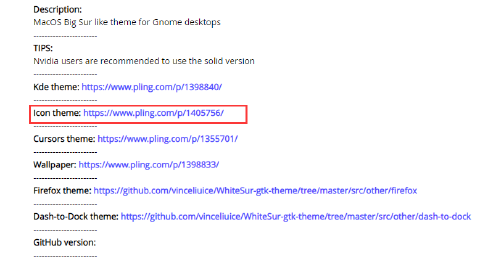 Description:
MacOS Big Sur like theme for Gnome desktops
----------------------
TIPS:
Nvidia users are recommended to use the solid version
----------------------
Kde theme: https://www.pling.com/p/1398840/
----------------------
Icon theme: https://www.pling.com/p/1405756/
----------------------
Cursors theme: https://www.pling.com/p/1355701/
----------------------
Wallpaper: https://www.pling.com/p/1398833/
----------------------
Firefox theme: https://github.com/vinceliuice/WhiteSur-gtk-theme/tree/master/src/other/firefox
----------------------
Dash-to-Dock theme: https://github.com/vinceliuice/WhiteSur-gtk-theme/tree/master/src/other/dash-to-dock
----------------------
GitHub version:
----------------------